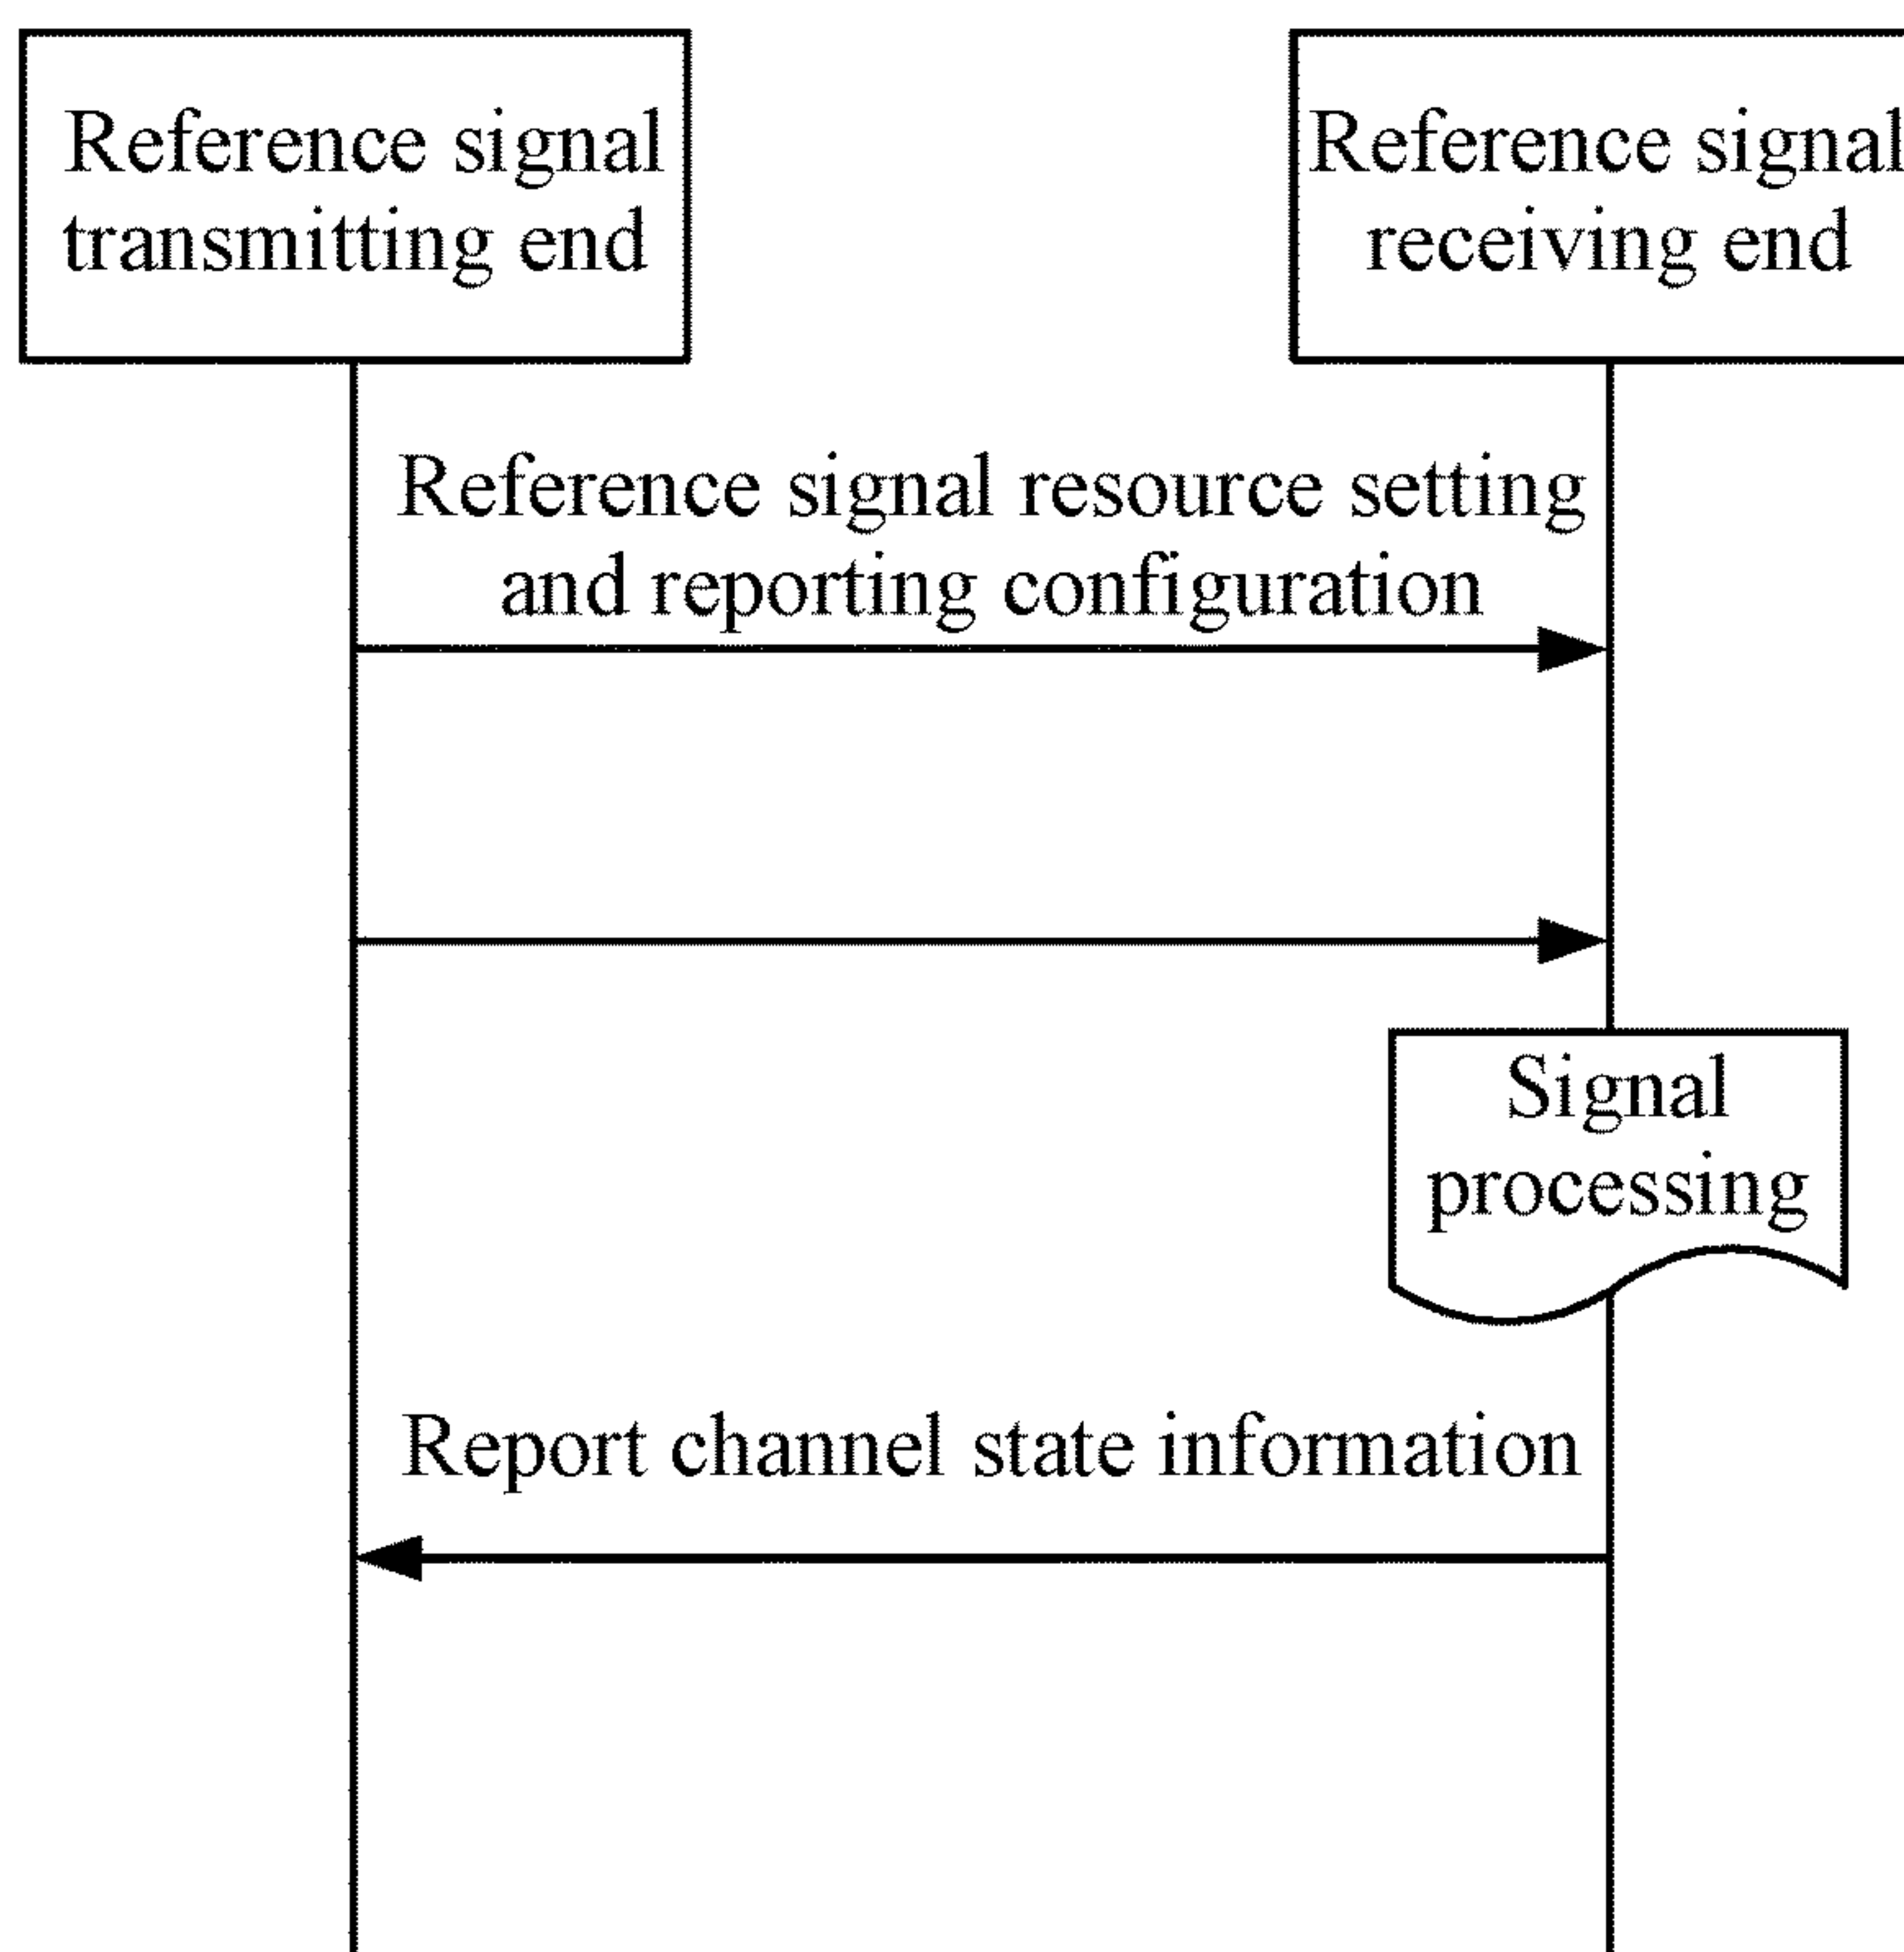 Reference signal
transmitting end
Reference signal
receiving end
Reference signal resource setting
and reporting configuration
Signal
processing
Report channel state information